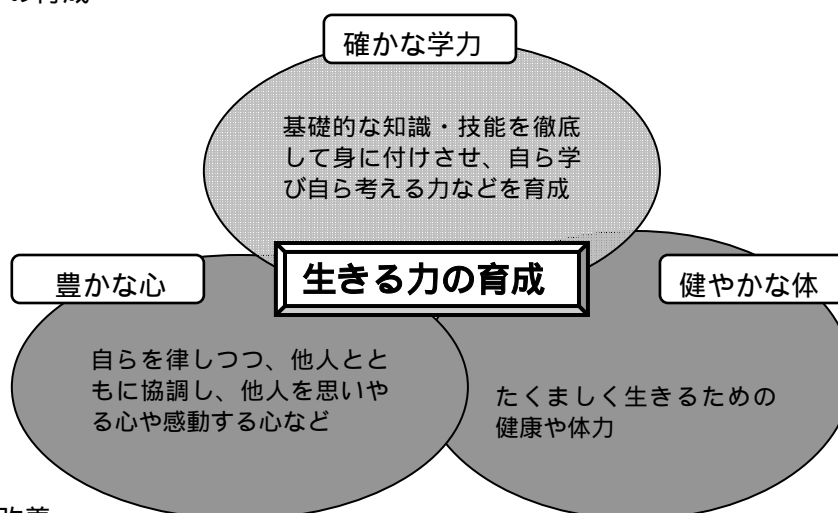 の育成
確かな学力
基礎的な知識・技能を徹底
して身に付けさせ、自ら学
び自ら考える力などを育成
生きる力の育成
豊かな心
健やかな体
自らを律しつつ、他人とと
もに協調し、他人を思いや
る心や感動する心など
たくましく生きるための
健康や体力
改善